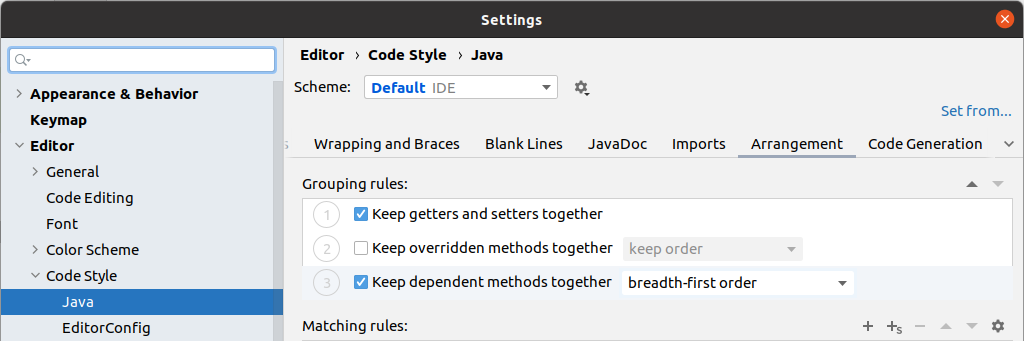 Settings
Appearance & Behavior
Keymap
Editor
General
Code Editing
Font
Color Scheme
Code Style
Java
EditorConfig
Editor › Code Style › Java
Scheme: Default IDE
Set from...
Wrapping and Braces Blank Lines JavaDoc Imports Arrangement Code Generation
Grouping rules:
1 Keep getters and setters together
2 Keep overridden methods together keep order
3 Keep dependent methods together breadth-first order
Matching rules: